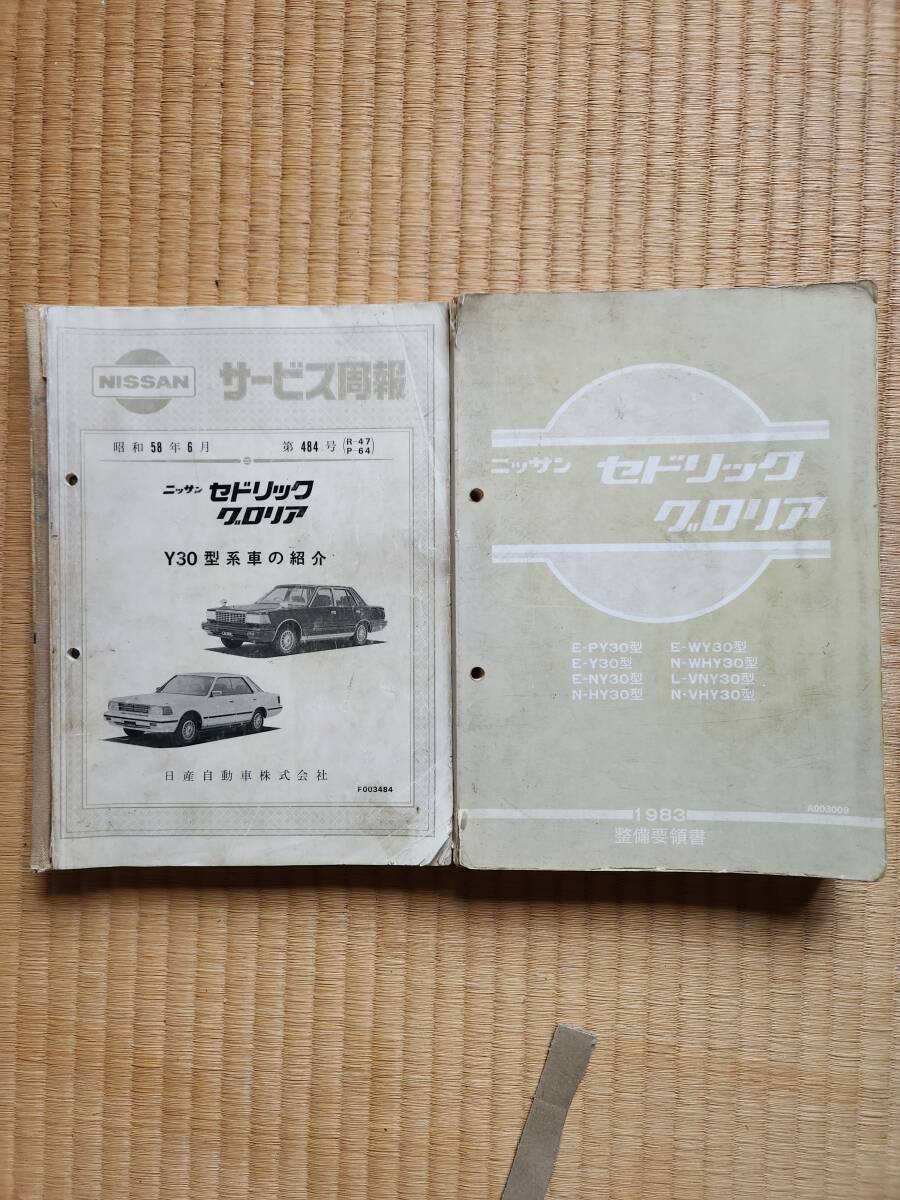 NISSAN
サービス周報
昭和58年6月 第484号 (R-47 P-64)
ニッサン セドリック
グロリア
Y30型系車の紹介
日産自動車株式会社
F003484
ニッサン セドリック
グロリア
E-PY30型 E-WY30型
E-Y30型 N-WHY30型
E-NY30型 L-VNY30型
N-HY30型 N-VHY30型
1983
A003009
整備要領書